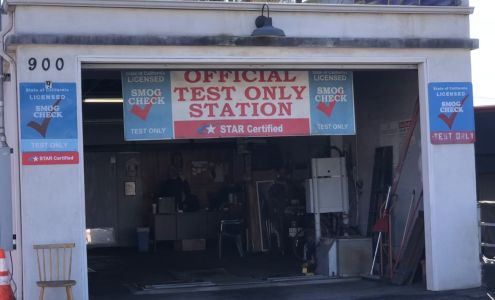 900
State of California
LICENSED
SMOG
CHECK
TEST ONLY
STAR Certified
State of California
LICENSED
SMOG
CHECK
TEST ONLY
OFFICIAL
TEST ONLY
STATION
STAR Certified
State of California
LICENSED
SMOG
CHECK
TEST ONLY
State of California
LICENSED
SMOG
CHECK
TEST ONLY